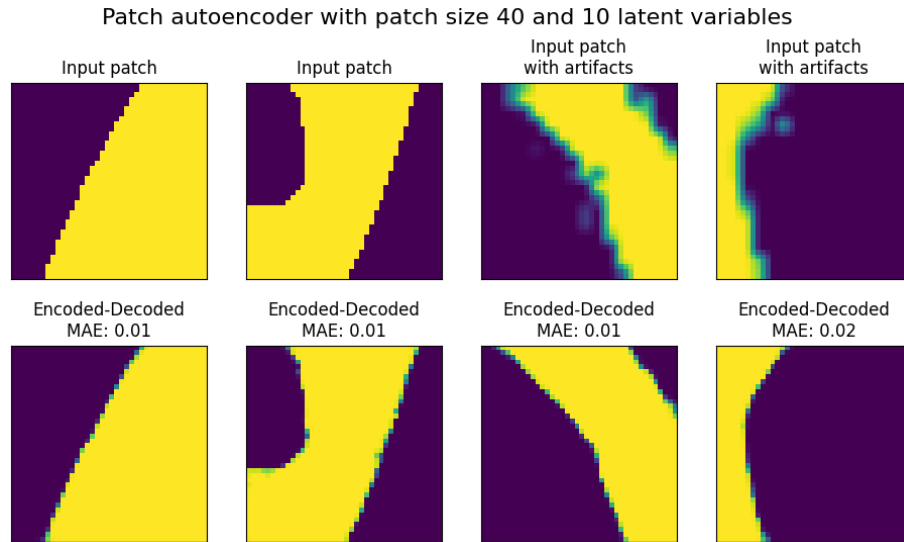 Patch autoencoder with patch size 40 and 10 latent variables
Input patch
Input patch
Input patch
with artifacts
Input patch
with artifacts
Encoded-Decoded
MAE: 0.01
Encoded-Decoded
MAE: 0.01
Encoded-Decoded
MAE: 0.01
Encoded-Decoded
MAE: 0.02